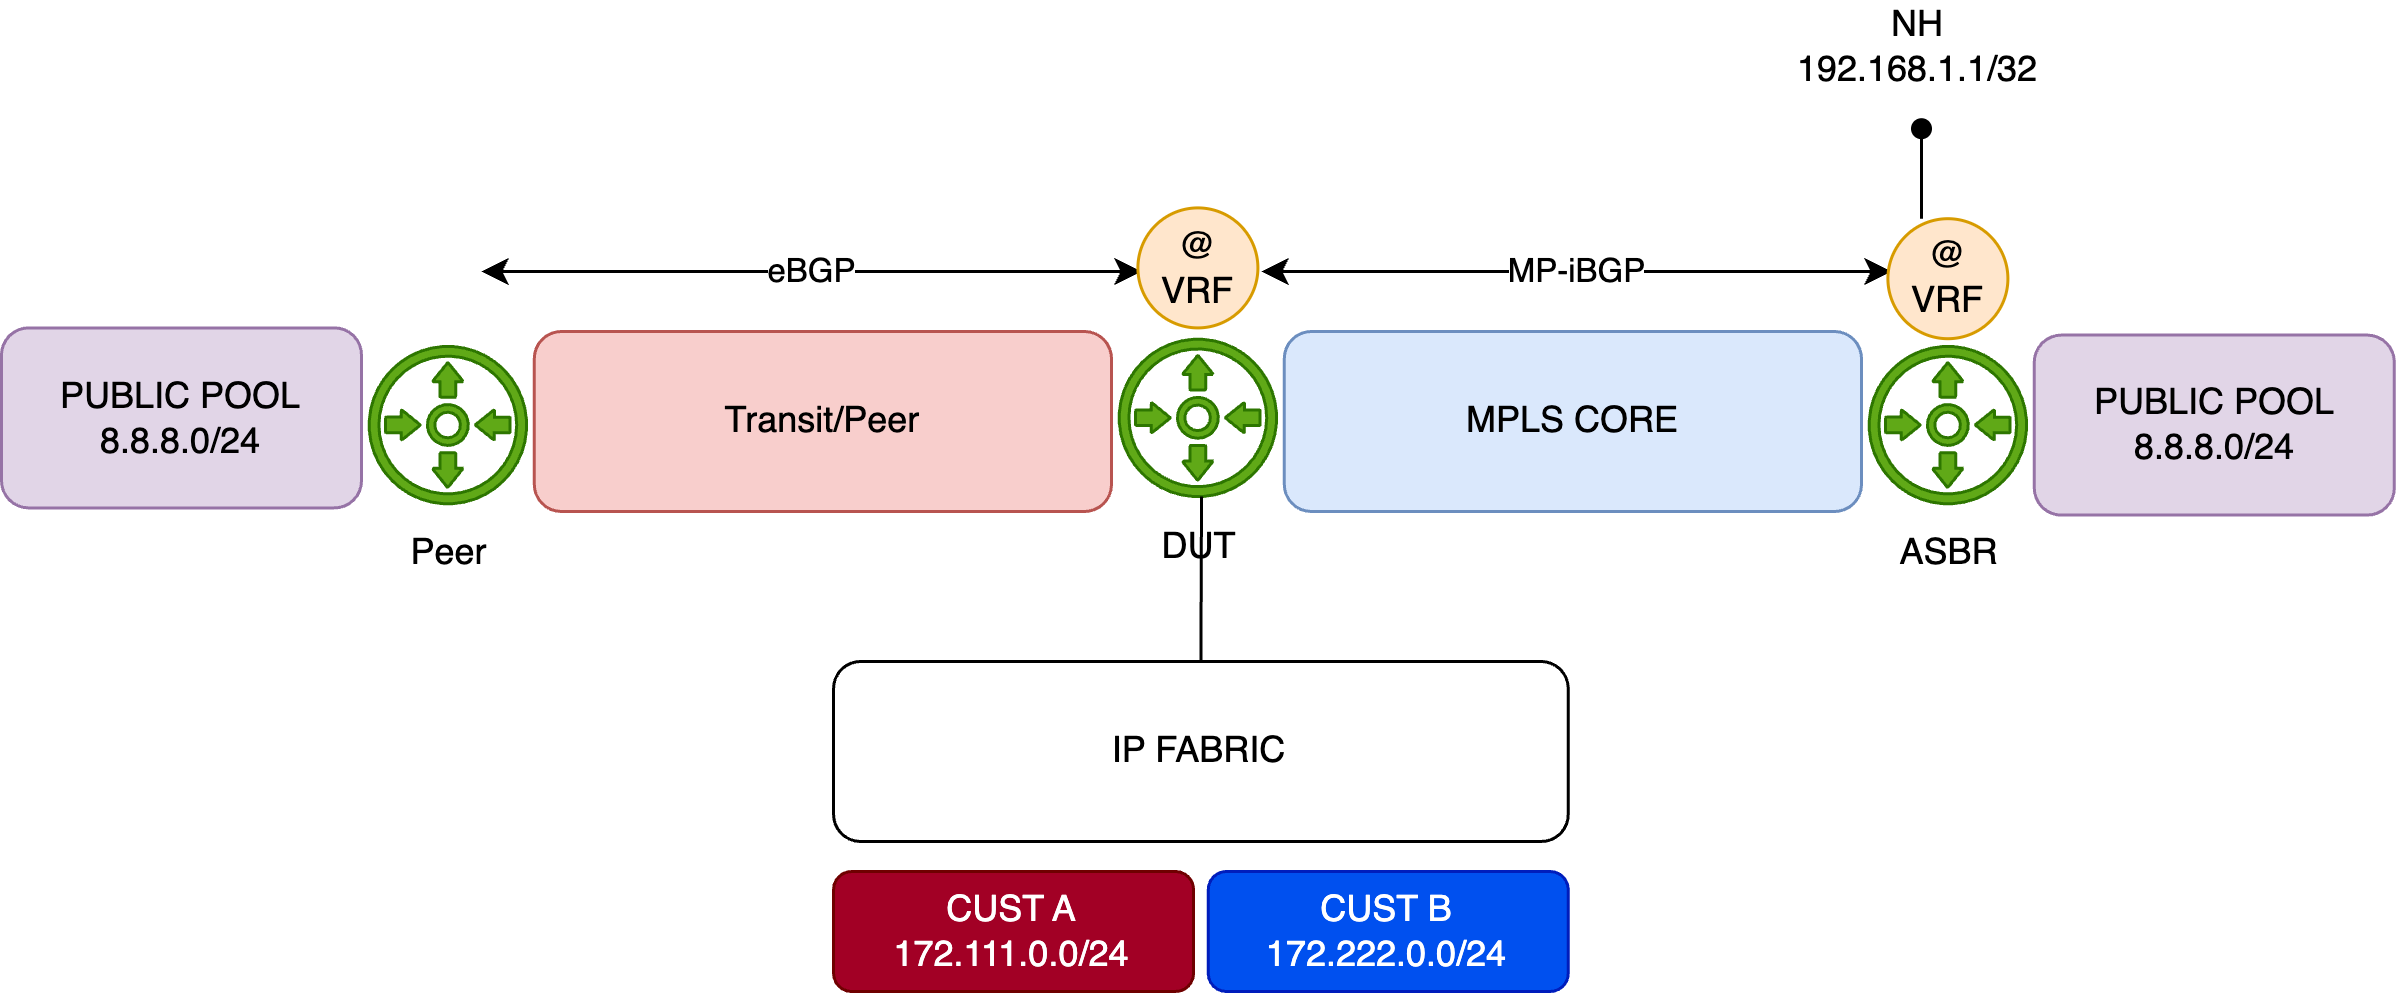 NH
192.168.1.1/32
@
VRF
eBGP
MP-iBGP
@
VRF
PUBLIC POOL
8.8.8.0/24
Transit/Peer
MPLS CORE
PUBLIC POOL
8.8.8.0/24
Peer
DUT
ASBR
IP FABRIC
CUST A
172.111.0.0/24
CUST B
172.222.0.0/24